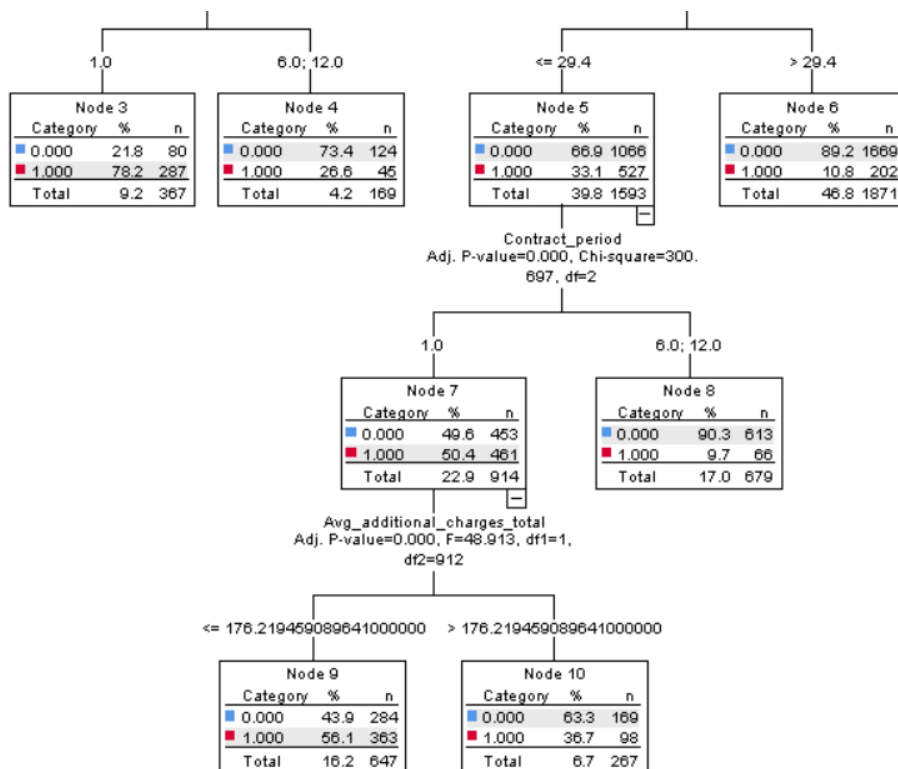 1.0
6.0; 12.0
<= 29.4
> 29.4
Node 3
Category % n
0.000 21.8 80
1.000 78.2 287
Total 9.2 367
Node 4
Category % n
0.000 73.4 124
1.000 26.6 45
Total 4.2 169
Node 5
Category % n
0.000 66.9 1066
1.000 33.1 527
Total 39.8 1593
Node 6
Category % n
0.000 89.2 1669
1.000 10.8 202
Total 46.8 1871
Contract_period
Adj. P-value=0.000, Chi-square=300.
697, df=2
1.0
6.0; 12.0
Node 7
Category % n
0.000 49.6 453
1.000 50.4 461
Total 22.9 914
Node 8
Category % n
0.000 90.3 613
1.000 9.7 66
Total 17.0 679
Avg_additional_charges_total
Adj. P-value=0.000, F=48.913, df1=1,
df2=912
<= 176.219459089641000000
> 176.219459089641000000
Node 9
Category % n
0.000 43.9 284
1.000 56.1 363
Total 16.2 647
Node 10
Category % n
0.000 63.3 169
1.000 36.7 98
Total 6.7 267